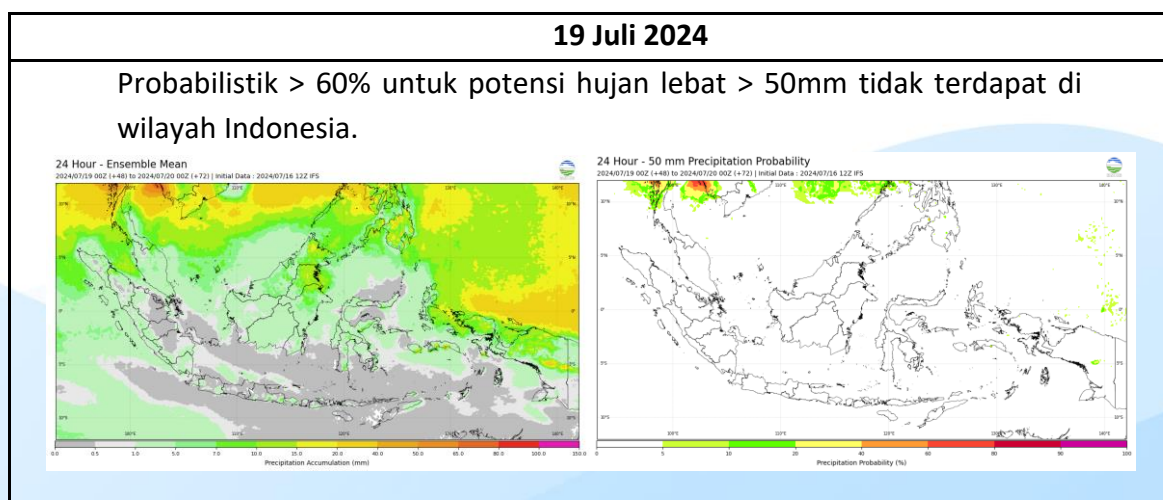 19 Juli 2024
Probabilistik > 60% untuk potensi hujan lebat > 50mm tidak terdapat di
wilayah Indonesia.
24 Hour - Ensemble Mean
2024/07/19 00Z (+48) to 2024/07/20 00Z (+72) | Initial Data : 2024/07/16 12Z IFS
0.0 0.5 1.0 5.0 7.0 10.0 15.0 20.0 30.0 40.0 50.0 65.0 80.0 100.0 150.0
Precipitation Accumulation (mm)
24 Hour - 50 mm Precipitation Probability
2024/07/19 00Z (+48) to 2024/07/20 00Z (+72) | Initial Data : 2024/07/16 12Z IFS
0 5 10 20 30 40 60 80 90 100
Precipitation Probability (%)